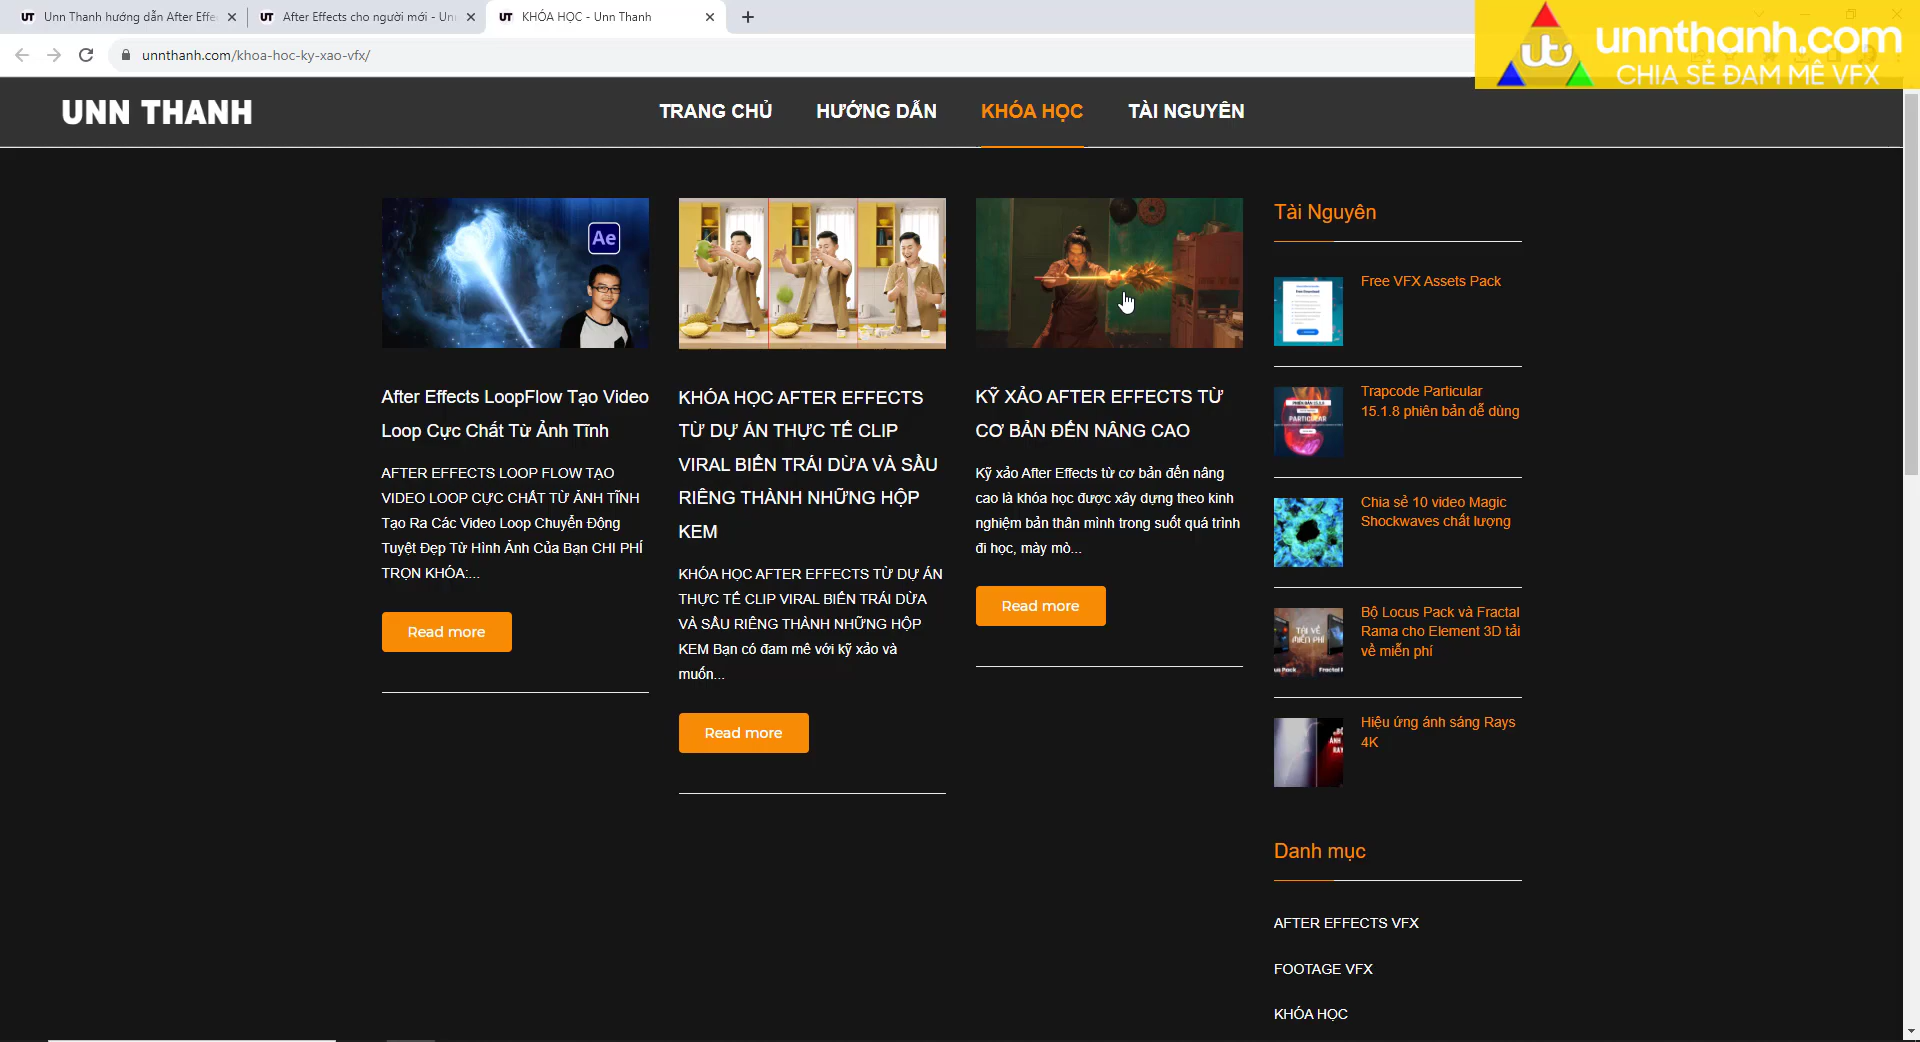 UT Unn Thanh hướng dẫn After Effe
UT After Effects cho người mới - Un
UT KHÓA HỌC - Unn Thanh
unnthanh.com/khoa-hoc-ky-xao-vfx/
ut unnthanh.com
CHIA SẺ ĐAM MÊ VFX
UNN THANH
TRANG CHỦ
HƯỚNG DẪN
KHÓA HỌC
TÀI NGUYÊN
Ae
After Effects LoopFlow Tạo Video
Loop Cực Chất Từ Ảnh Tĩnh
AFTER EFFECTS LOOP FLOW TẠO
VIDEO LOOP CỰC CHẤT TỪ ẢNH TĨNH
Tạo Ra Các Video Loop Chuyển Động
Tuyệt Đẹp Từ Hình Ảnh Của Bạn CHI PHÍ
TRỌN KHÓA:...
Read more
KHÓA HỌC AFTER EFFECTS
TỪ DỰ ÁN THỰC TẾ CLIP
VIRAL BIẾN TRÁI DỪA VÀ SẦU
RIÊNG THÀNH NHỮNG HỘP
KEM
KHÓA HỌC AFTER EFFECTS TỪ DỰ ÁN
THỰC TẾ CLIP VIRAL BIẾN TRÁI DỪA
VÀ SẦU RIÊNG THÀNH NHỮNG HỘP
KEM Bạn có đam mê với kỹ xảo và
muốn...
Read more
KỸ XẢO AFTER EFFECTS TỪ
CƠ BẢN ĐẾN NÂNG CAO
Kỹ xảo After Effects từ cơ bản đến nâng
cao là khóa học được xây dựng theo kinh
nghiệm bản thân mình trong suốt quá trình
đi học, mày mò...
Read more
Tài Nguyên
Free VFX Assets Pack
Trapcode Particular
15.1.8 phiên bản dễ dùng
PARTICULAR
Chia sẻ 10 video Magic
Shockwaves chất lượng
Bộ Locus Pack và Fractal
Rama cho Element 3D tải
về miễn phí
TẢI VỀ
MIỄN PHÍ
Hiệu ứng ánh sáng Rays
4K
Danh mục
AFTER EFFECTS VFX
FOOTAGE VFX
KHÓA HỌC